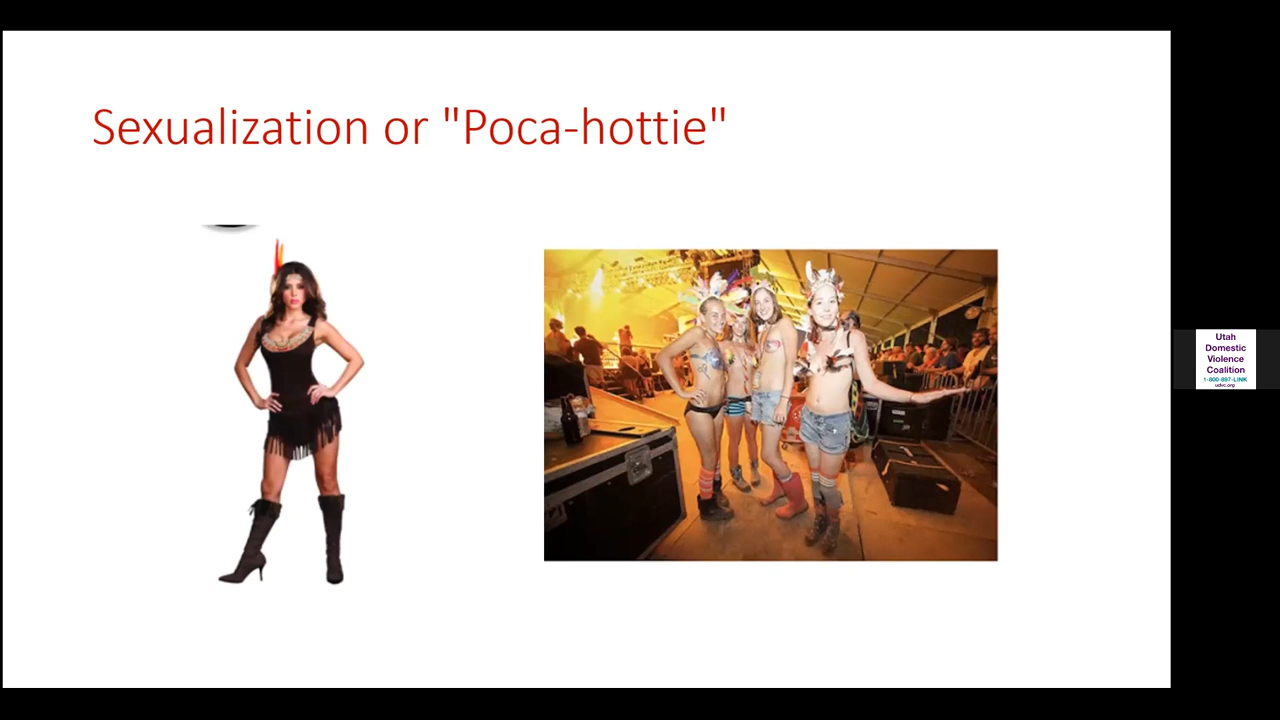 Sexualization or "Poca-hottie"
Utah
Domestic
Violence
Coalition
1-800-897-LINK
udvc.org